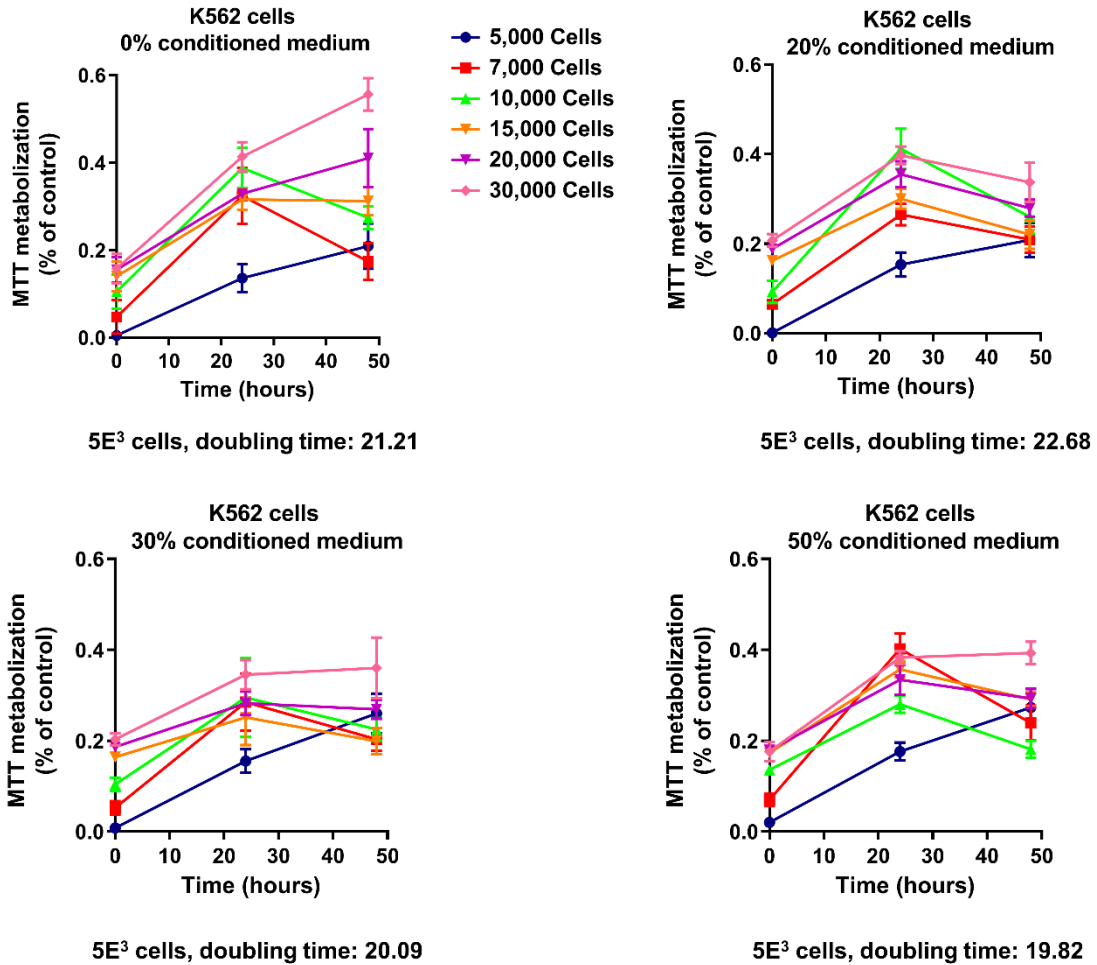 K562 cells
0% conditioned medium
MTT metabolization
(% of control)
0.6
0.4
0.2
0.0
0 10 20 30 40 50
Time (hours)
5E³ cells, doubling time: 21.21
5,000 Cells
7,000 Cells
10,000 Cells
15,000 Cells
20,000 Cells
30,000 Cells
K562 cells
20% conditioned medium
MTT metabolization
(% of control)
0.6
0.4
0.2
0.0
0 10 20 30 40 50
Time (hours)
5E³ cells, doubling time: 22.68
K562 cells
30% conditioned medium
MTT metabolization
(% of control)
0.6
0.4
0.2
0.0
0 10 20 30 40 50
Time (hours)
5E³ cells, doubling time: 20.09
K562 cells
50% conditioned medium
MTT metabolization
(% of control)
0.6
0.4
0.2
0.0
0 10 20 30 40 50
Time (hours)
5E³ cells, doubling time: 19.82